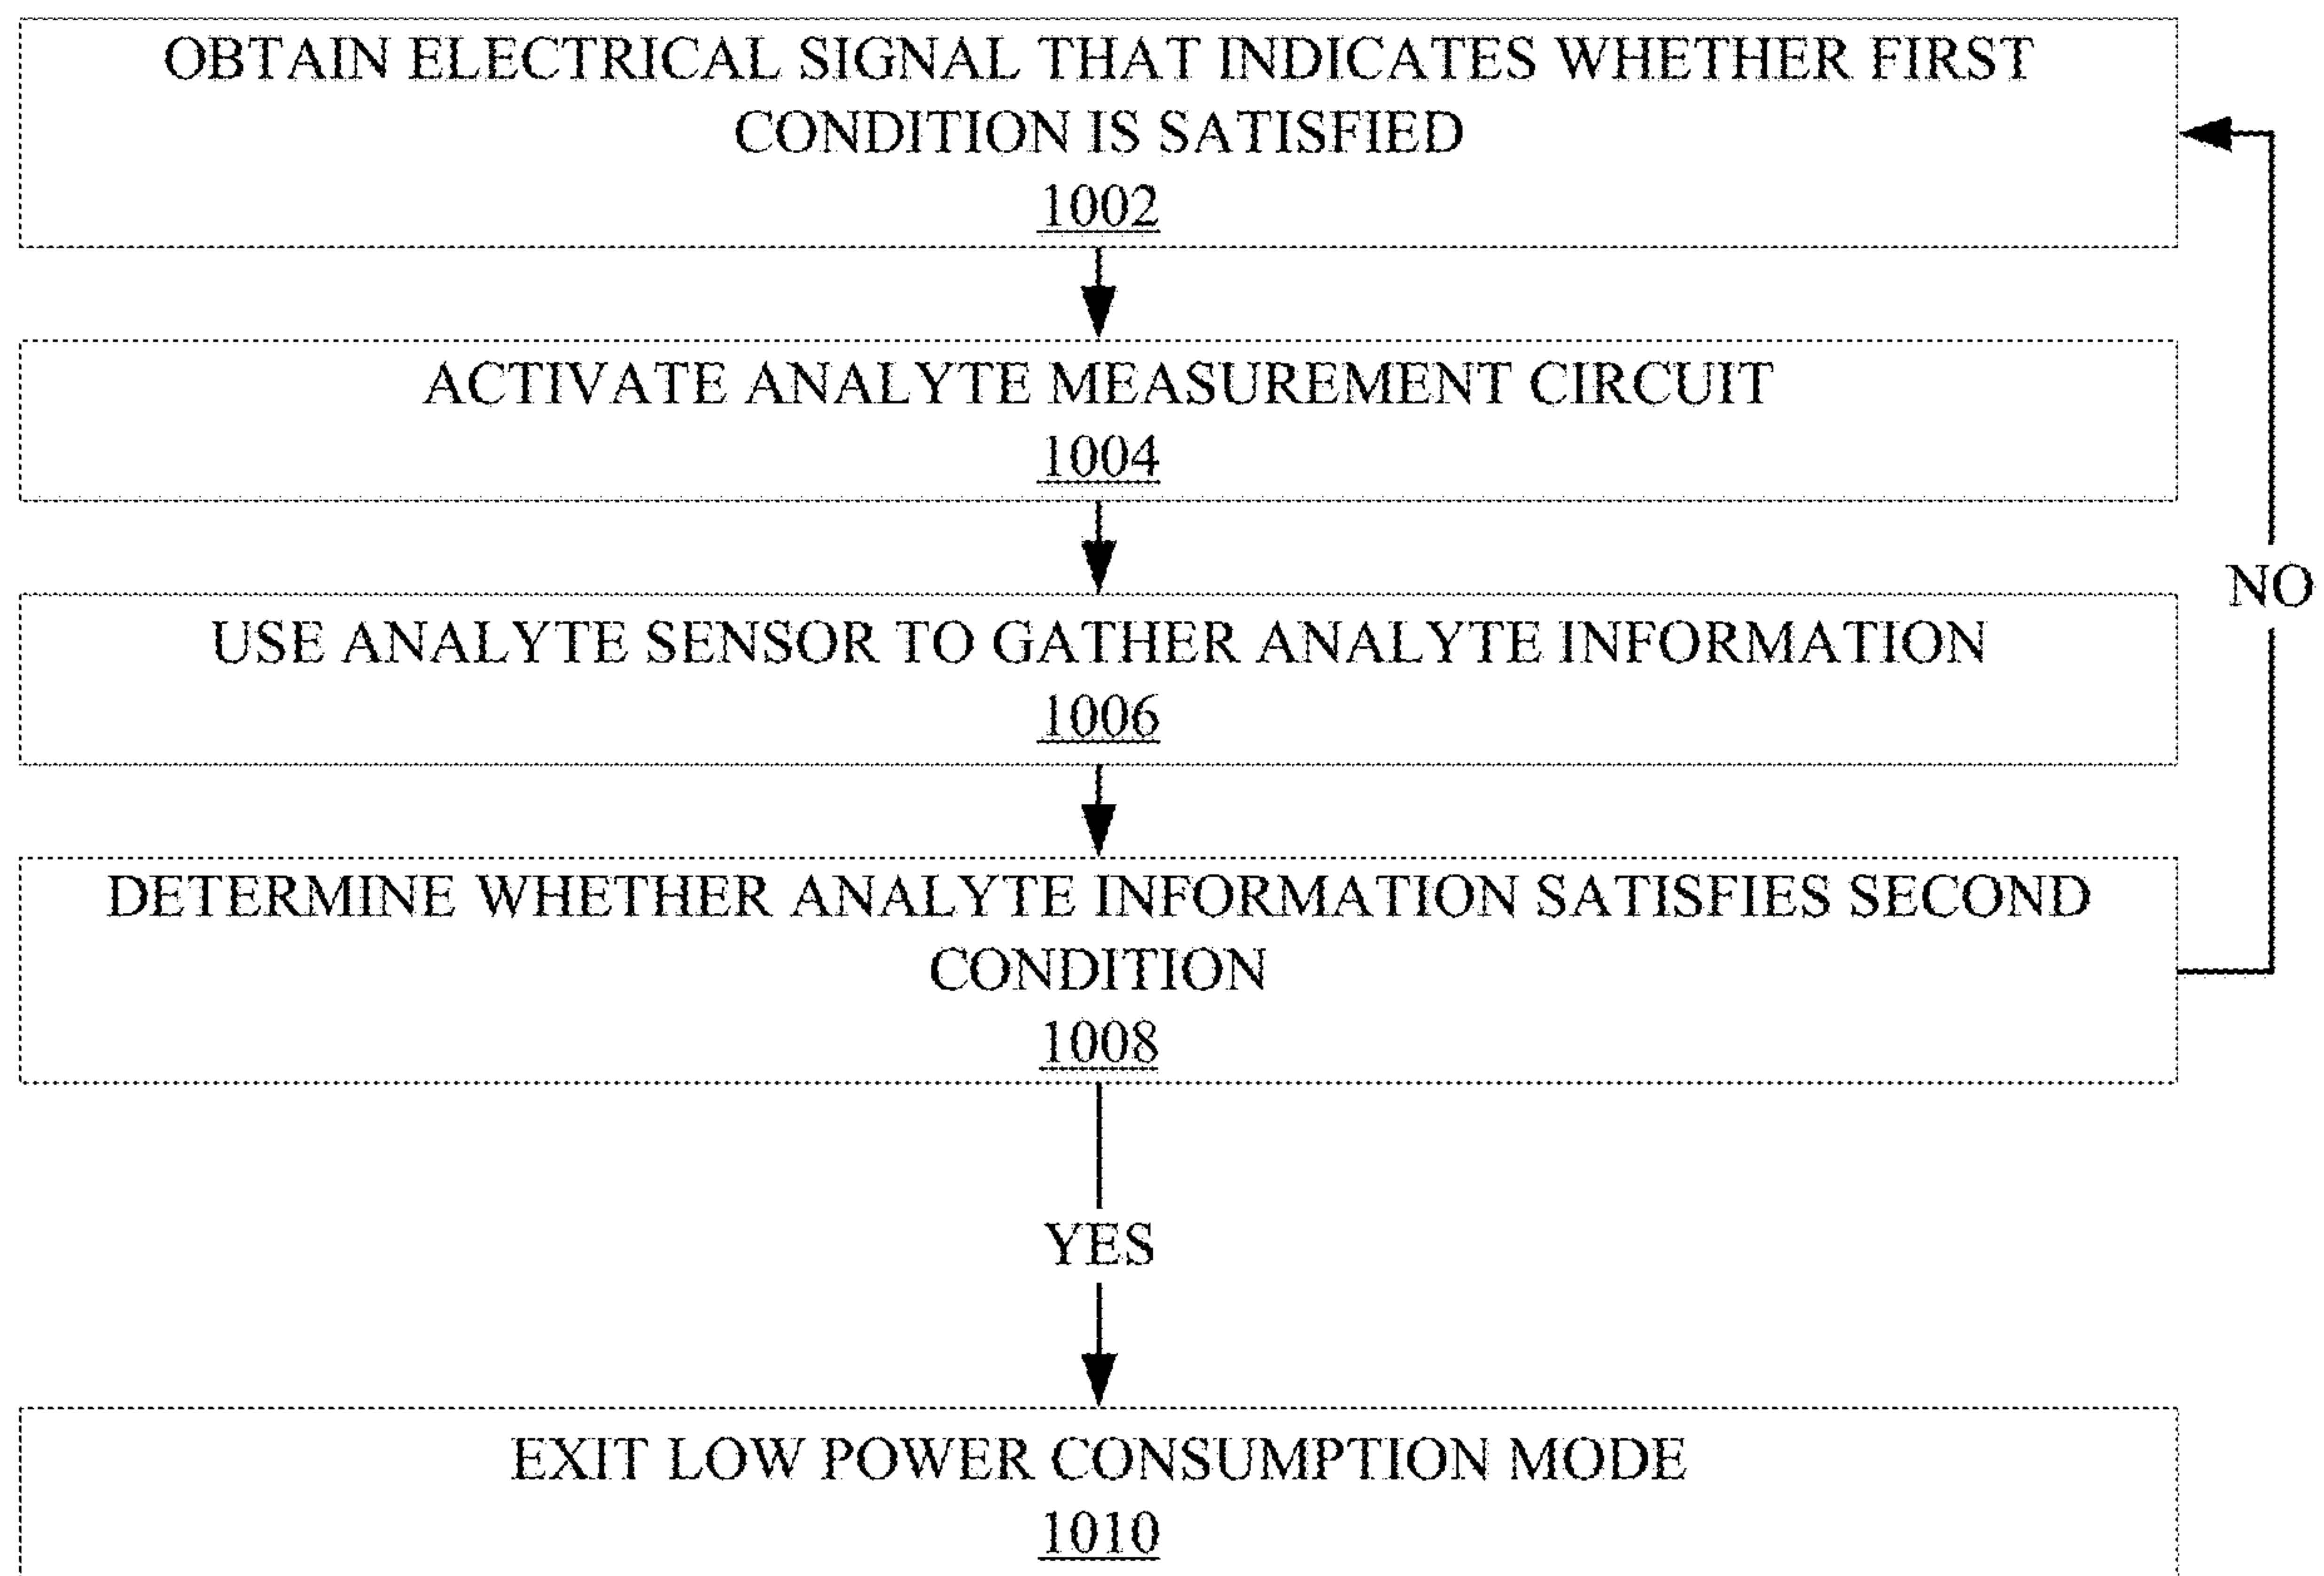 OBTAIN ELECTRICAL SIGNAL THAT INDICATES WHETHER FIRST
CONDITION IS SATISFIED
1002
ACTIVATE ANALYTE MEASUREMENT CIRCUIT
1004
NO
USE ANALYTE SENSOR TO GATHER ANALYTE INFORMATION
1006
DETERMINE WHETHER ANALYTE INFORMATION SATISFIES SECOND
CONDITION
1008
YES
EXIT LOW POWER CONSUMPTION MODE
1010